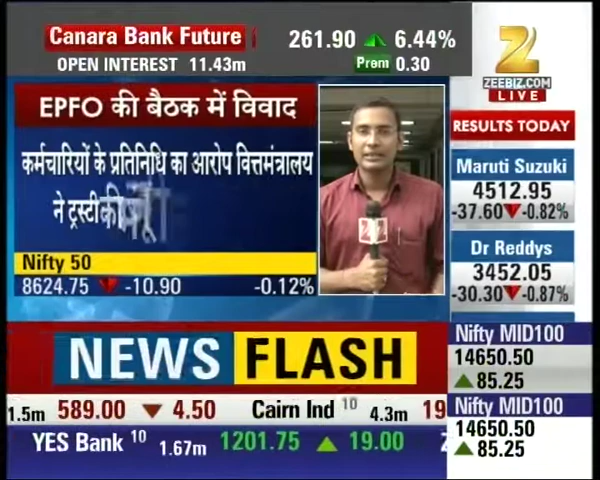 Canara Bank Future
261.90 6.44%
OPEN INTEREST 11.43m
Prem 0.30
Z
ZEEBIZ.COM
LIVE
EPFO की बैठक में विवाद
कर्मचारियों के प्रतिनिधि का आरोप वित्तमंत्रालय
ने ट्रस्टी की
Nifty 50
8624.75 -10.90 -0.12%
RESULTS TODAY
Maruti Suzuki
4512.95
-37.60 -0.82%
Dr Reddys
3452.05
-30.30 -0.87%
NEWS FLASH
Nifty MID100
14650.50
85.25
Nifty MID100
14650.50
85.25
1.5m 589.00 4.50 Cairn Ind 10 4.3m 19
YES Bank 10 1.67m 1201.75 19.00